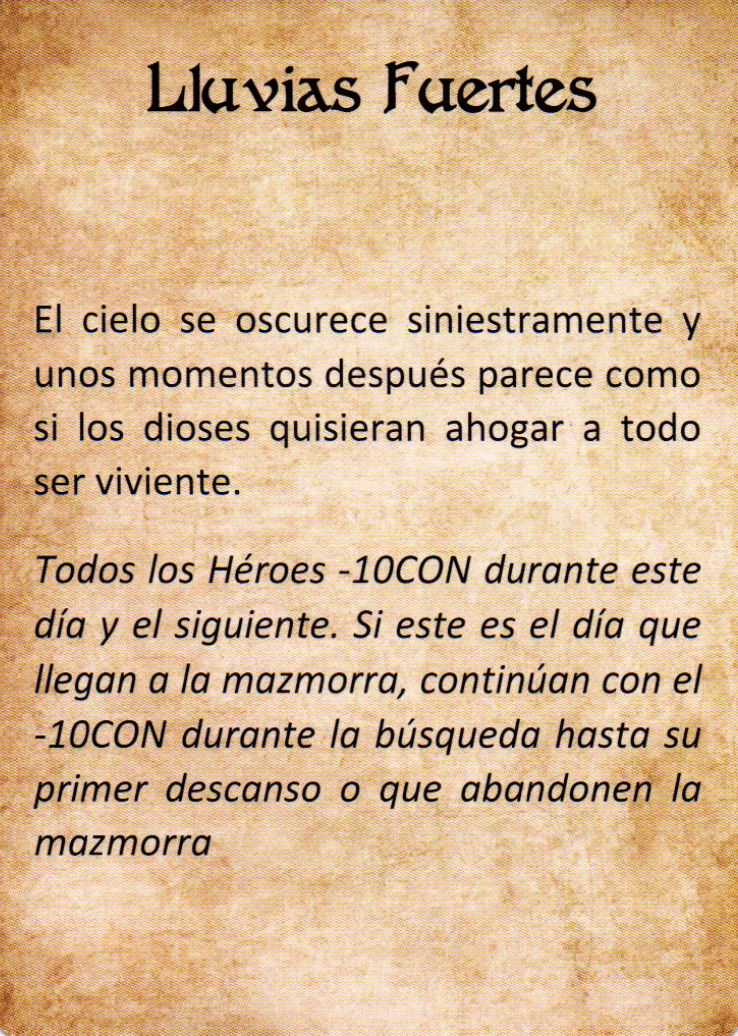 Lluvias Fuertes
El cielo se oscurece siniestramente y
unos momentos después parece como
si los dioses quisieran ahogar a todo
ser viviente.
Todos los Héroes -10CON durante este
día y el siguiente. Si este es el día que
llegan a la mazmorra, continúan con el
-10CON durante la búsqueda hasta su
primer descanso o que abandonen la
mazmorra